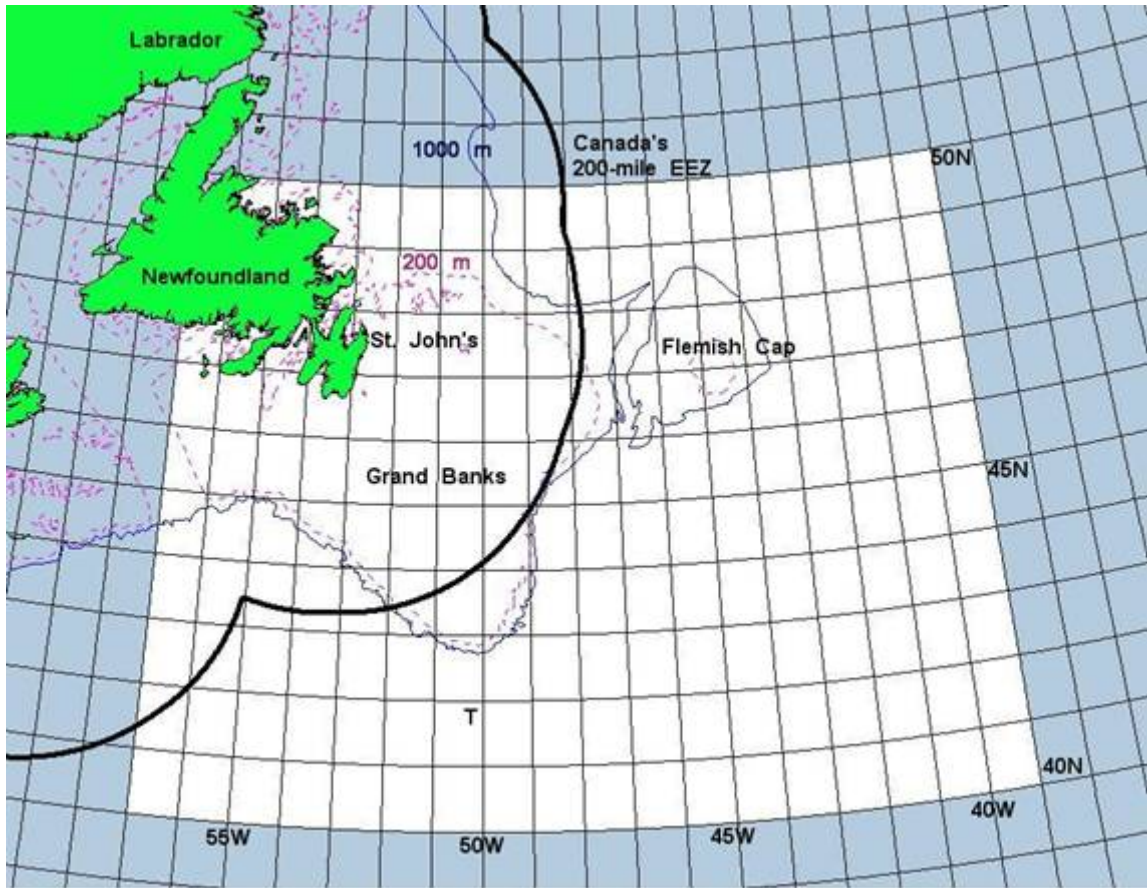 Labrador
1000 m
Canada's
200-mile EEZ
50N
200 m
Newfoundland
St. John's
Flemish Cap
Grand Banks
45N
T
40N
55W
50W
45W
40W